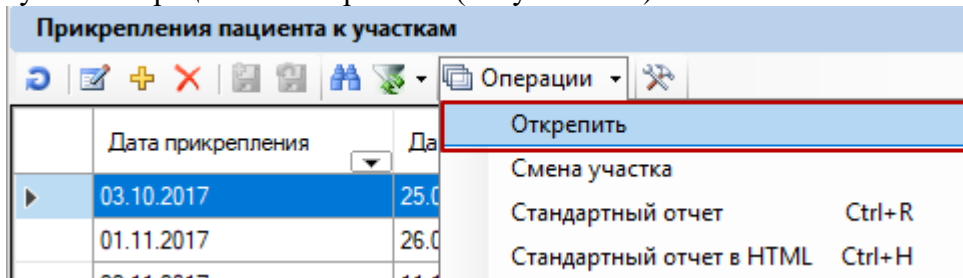 Прикрепления пациента к участкам
Операции
Открепить
Дата прикрепления
Смена участка
03.10.2017
Стандартный отчет Ctrl+R
01.11.2017
Стандартный отчет в HTML Ctrl+H